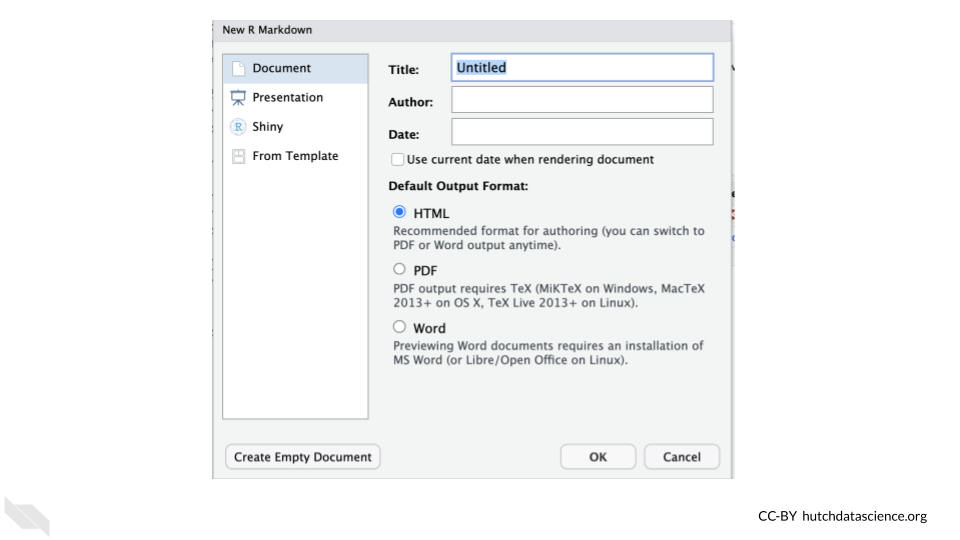 New R Markdown
Document
Presentation
R
Shiny
From Template
Title:
Untitled
Author:
Date:
Use current date when rendering document
Default Output Format:
HTML
Recommended format for authoring (you can switch to
PDF or Word output anytime).
PDF
PDF output requires TeX (MiKTeX on Windows, MacTeX
2013+ on OS X, TeX Live 2013+ on Linux).
Word
Previewing Word documents requires an installation of
MS Word (or Libre/Open Office on Linux).
Create Empty Document
OK
Cancel
CC-BY hutchdatascience.org